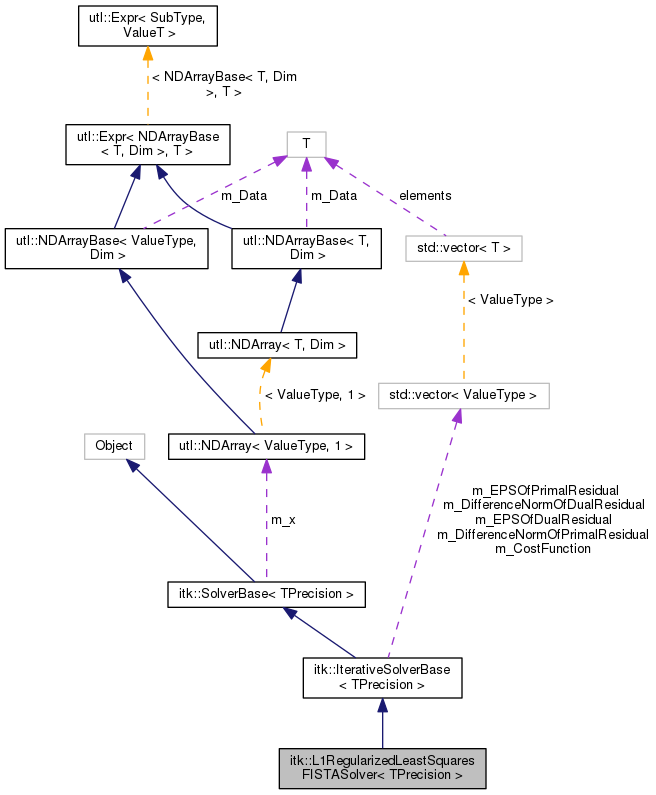 utl::Expr< SubType,
ValueT >
< NDArrayBase< T, Dim
>, T >
utl::Expr< NDArrayBase
< T, Dim >, T >
T
m_Data
m_Data
elements
utl::NDArrayBase< ValueType,
Dim >
utl::NDArrayBase< T,
Dim >
std::vector< T >
< ValueType >
utl::NDArray< T, Dim >
< ValueType, 1 >
std::vector< ValueType >
Object
utl::NDArray< ValueType, 1 >
m_x
m_EPSOfPrimalResidual
m_DifferenceNormOfDualResidual
m_EPSOfDualResidual
m_DifferenceNormOfPrimalResidual
m_CostFunction
itk::SolverBase< TPrecision >
itk::IterativeSolverBase
< TPrecision >
itk::L1RegularizedLeastSquares
FISTASolver< TPrecision >